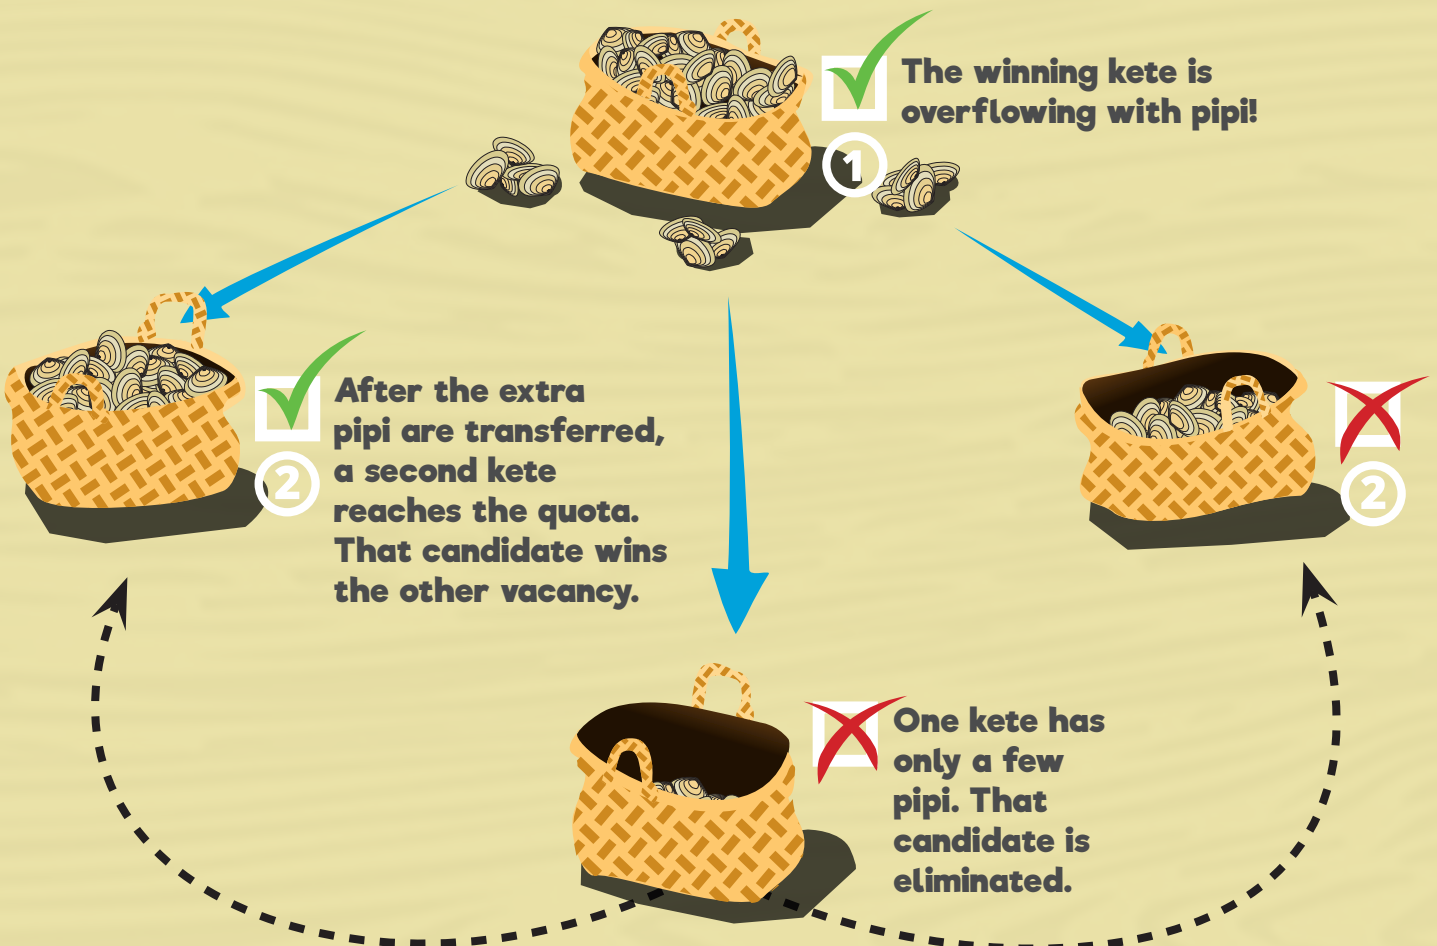 The winning kete is
overflowing with pipi!
1
After the extra
pipi are transferred,
a second kete
reaches the quota.
That candidate wins
the other vacancy.
2
2
One kete has
only a few
pipi. That
candidate is
eliminated.